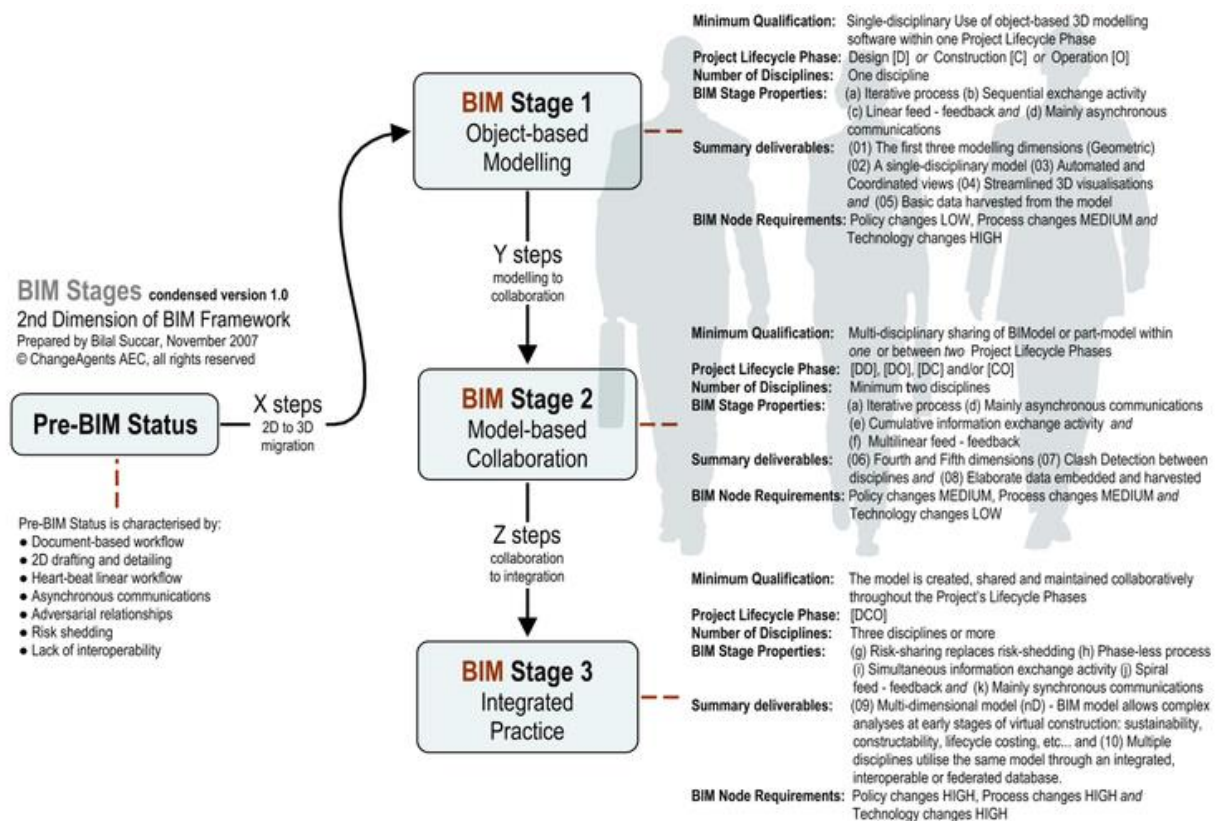 BIM Stages condensed version 1.0
2nd Dimension of BIM Framework
Prepared by Bilal Succar, November 2007
© ChangeAgents AEC, all rights reserved
Pre-BIM Status
X steps
2D to 3D
migration
Pre-BIM Status is characterised by:
● Document-based workflow
● 2D drafting and detailing
● Heart-beat linear workflow
● Asynchronous communications
● Adversarial relationships
● Risk shedding
● Lack of interoperability
BIM Stage 1
Object-based
Modelling
Minimum Qualification: Single-disciplinary Use of object-based 3D modelling
software within one Project Lifecycle Phase
Project Lifecycle Phase: Design [D] or Construction [C] or Operation [O]
Number of Disciplines: One discipline
BIM Stage Properties: (a) Iterative process (b) Sequential exchange activity
(c) Linear feed - feedback and (d) Mainly asynchronous
communications
Summary deliverables: (01) The first three modelling dimensions (Geometric)
(02) A single-disciplinary model (03) Automated and
Coordinated views (04) Streamlined 3D visualisations
and (05) Basic data harvested from the model
BIM Node Requirements: Policy changes LOW, Process changes MEDIUM and
Technology changes HIGH
Y steps
modelling to
collaboration
BIM Stage 2
Model-based
Collaboration
Minimum Qualification: Multi-disciplinary sharing of BIModel or part-model within
one or between two Project Lifecycle Phases
Project Lifecycle Phase: [DD], [DO], [DC] and/or [CO]
Number of Disciplines: Minimum two disciplines
BIM Stage Properties: (a) Iterative process (d) Mainly asynchronous communications
(e) Cumulative information exchange activity and
(f) Multilinear feed - feedback
Summary deliverables: (06) Fourth and Fifth dimensions (07) Clash Detection between
disciplines and (08) Elaborate data embedded and harvested
BIM Node Requirements: Policy changes MEDIUM, Process changes MEDIUM and
Technology changes LOW
Z steps
collaboration
to integration
BIM Stage 3
Integrated
Practice
Minimum Qualification: The model is created, shared and maintained collaboratively
throughout the Project's Lifecycle Phases
Project Lifecycle Phase: [DCO]
Number of Disciplines: Three disciplines or more
BIM Stage Properties: (g) Risk-sharing replaces risk-shedding (h) Phase-less process
(i) Simultaneous information exchange activity (j) Spiral
feed - feedback and (k) Mainly synchronous communications
Summary deliverables: (09) Multi-dimensional model (nD) - BIM model allows complex
analyses at early stages of virtual construction: sustainability,
constructability, lifecycle costing, etc... and (10) Multiple
disciplines utilise the same model through an integrated,
interoperable or federated database.
BIM Node Requirements: Policy changes HIGH, Process changes HIGH and
Technology changes HIGH